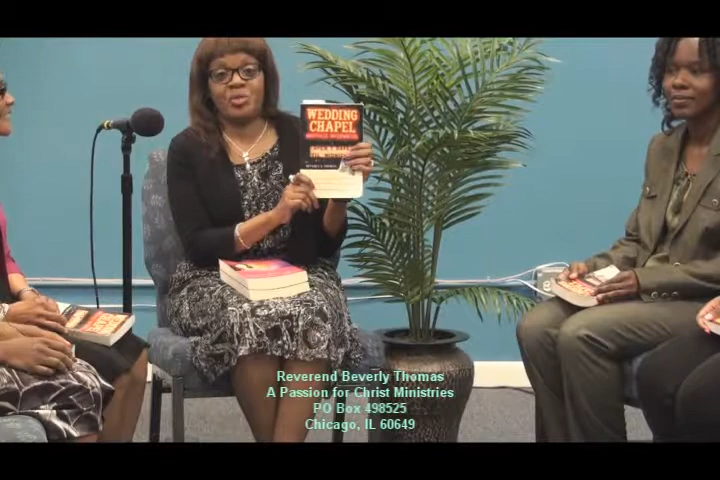 WEDDING
CHAPEL
Reverend Beverly Thomas
A Passion for Christ Ministries
PO Box 498525
Chicago, IL 60649